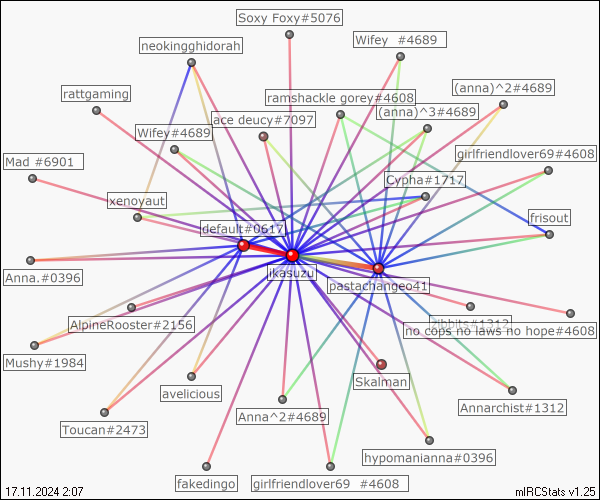 Soxy Foxy#5076
neokingghidorah
Wifey #4689
rattgaming
ramshackle gorey#4608
(anna)^2#4689
ace deucy#7097
(anna)^3#4689
Wifey#4689
girlfriendlover69#4608
Mad #6901
Cypha#1717
xenoyaut
frisout
default#0617
ikasuzu
Anna.#0396
pastachangeo41
AlpineRooster#2156
#1312
no cops no laws no hope#4608
Mushy#1984
Skalman
avelicious
Annarchist#1312
Anna^2#4689
Toucan#2473
hypomanianna#0396
fakedingo
girlfriendlover69 #4608
17.11.2024 2:07
mIRCStats v1.25